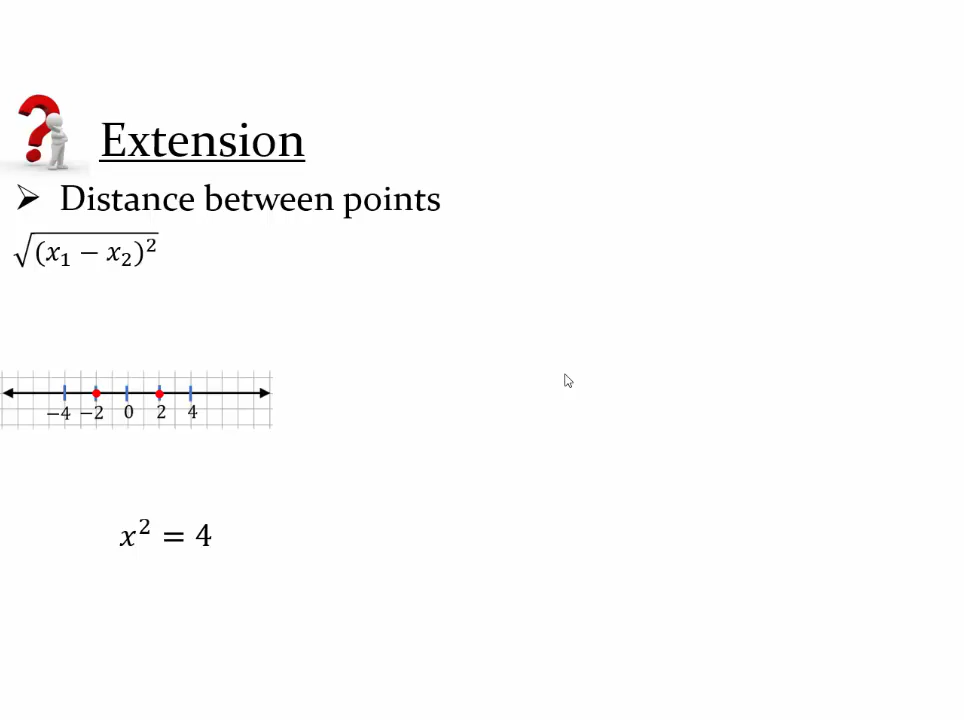 Extension
➢ Distance between points
√(x₁ − x₂)²
−4 −2 0 2 4
x² = 4